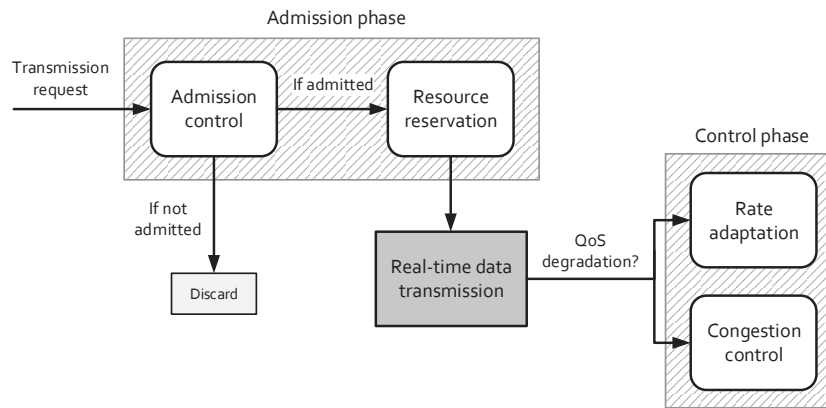 Admission phase
Transmission
request
Admission
control
If admitted
Resource
reservation
If not
admitted
Discard
Real-time data
transmission
QoS
degradation?
Control phase
Rate
adaptation
Congestion
control